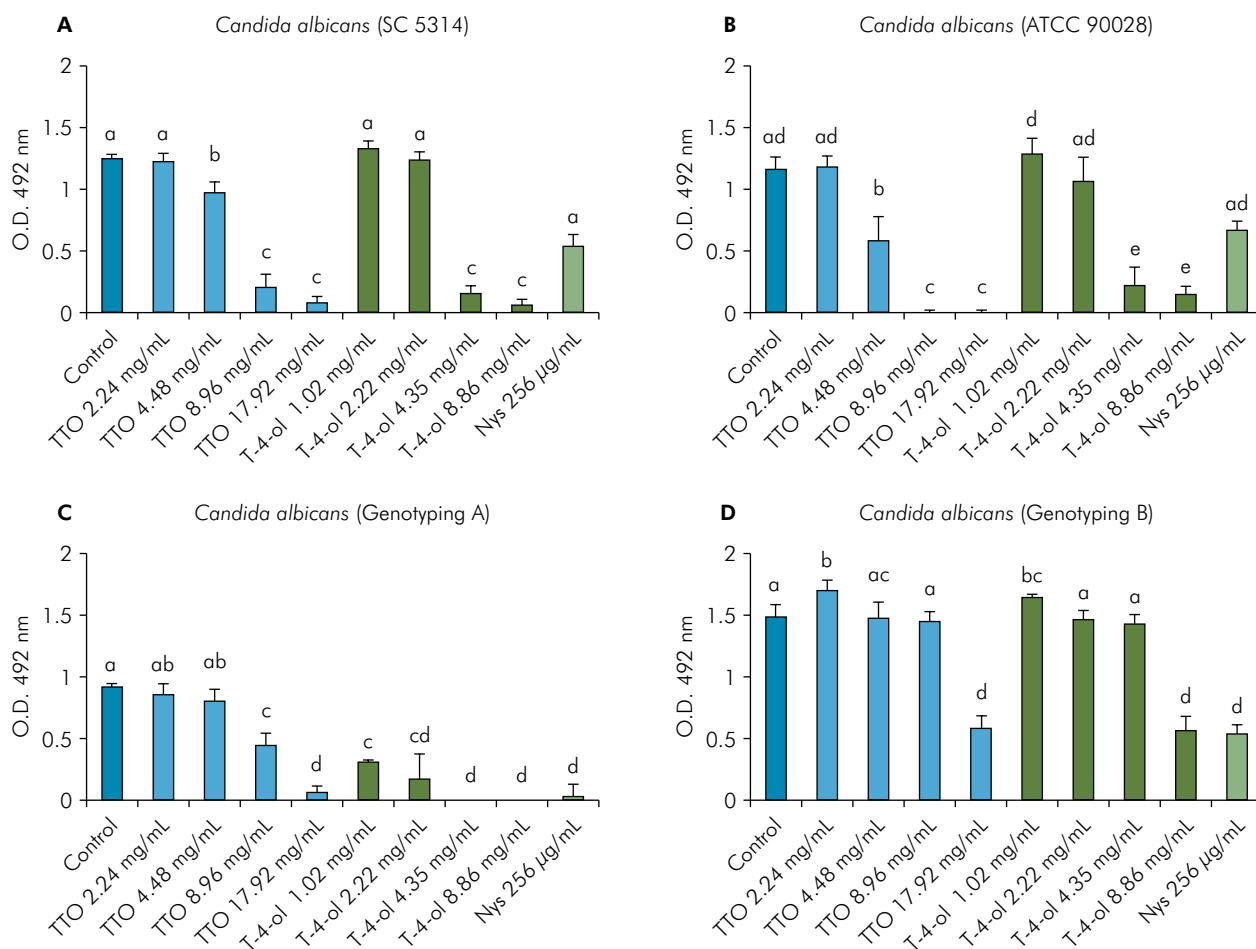 A Candida albicans (SC 5314)
2
1.5
1
0.5
0
O.D. 492 nm
a
a
b
c
c
a
a
c
c
a
Control
TTO 2.24 mg/mL
TTO 4.48 mg/mL
TTO 8.96 mg/mL
TTO 17.92 mg/mL
T-4-ol 1.02 mg/mL
T-4-ol 2.22 mg/mL
T-4-ol 4.35 mg/mL
T-4-ol 8.86 mg/mL
Nys 256 µg/mL
B Candida albicans (ATCC 90028)
2
1.5
1
0.5
0
O.D. 492 nm
ad
ad
b
c
c
d
ad
e
e
ad
Control
TTO 2.24 mg/mL
TTO 4.48 mg/mL
TTO 8.96 mg/mL
TTO 17.92 mg/mL
T-4-ol 1.02 mg/mL
T-4-ol 2.22 mg/mL
T-4-ol 4.35 mg/mL
T-4-ol 8.86 mg/mL
Nys 256 µg/mL
C Candida albicans (Genotyping A)
2
1.5
1
0.5
0
O.D. 492 nm
a
ab
ab
c
d
c
cd
d
d
d
Control
TTO 2.24 mg/mL
TTO 4.48 mg/mL
TTO 8.96 mg/mL
TTO 17.92 mg/mL
T-4-ol 1.02 mg/mL
T-4-ol 2.22 mg/mL
T-4-ol 4.35 mg/mL
T-4-ol 8.86 mg/mL
Nys 256 µg/mL
D Candida albicans (Genotyping B)
2
1.5
1
0.5
0
O.D. 492 nm
a
b
ac
a
d
bc
a
a
d
d
Control
TTO 2.24 mg/mL
TTO 4.48 mg/mL
TTO 8.96 mg/mL
TTO 17.92 mg/mL
T-4-ol 1.02 mg/mL
T-4-ol 2.22 mg/mL
T-4-ol 4.35 mg/mL
T-4-ol 8.86 mg/mL
Nys 256 µg/mL